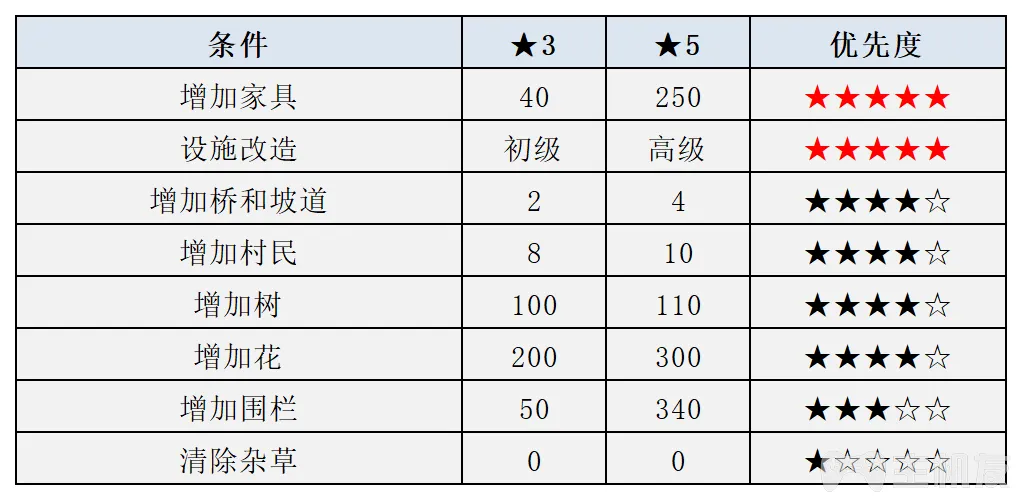 条件 ★3 ★5 优先度
增加家具 40 250 ★★★★★
设施改造 初级 高级 ★★★★★
增加桥和坡道 2 4 ★★★★☆
增加村民 8 10 ★★★★☆
增加树 100 110 ★★★★☆
增加花 200 300 ★★★★☆
增加围栏 50 340 ★★★☆☆
清除杂草 0 0 ★☆☆☆☆